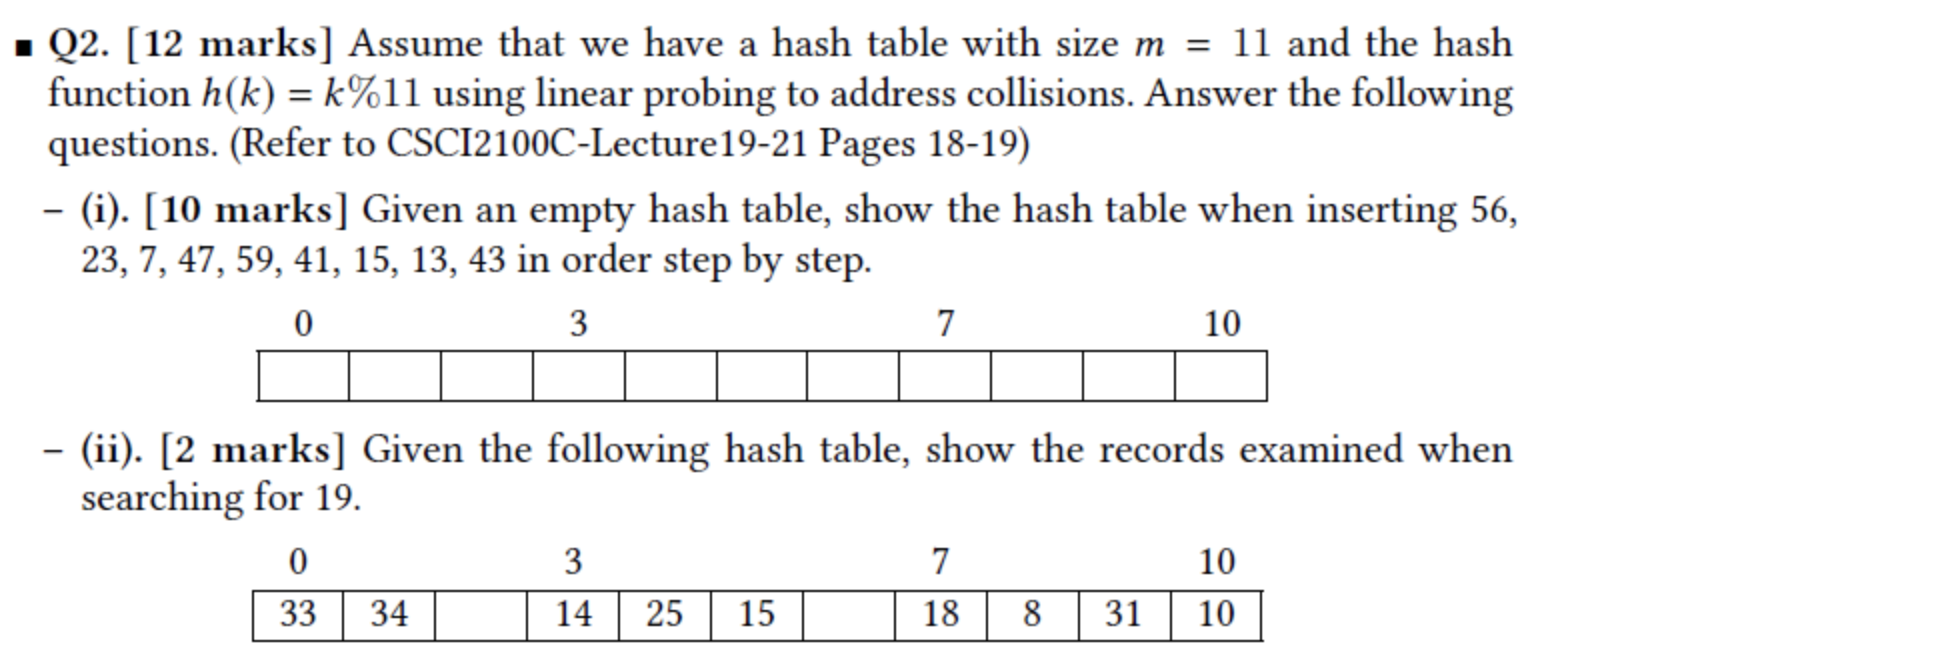 ▪ Q2. [12 marks] Assume that we have a hash table with size m = 11 and the hash
function h(k) = k%11 using linear probing to address collisions. Answer the following
questions. (Refer to CSCI2100C-Lecture19-21 Pages 18-19)
– (i). [10 marks] Given an empty hash table, show the hash table when inserting 56,
23, 7, 47, 59, 41, 15, 13, 43 in order step by step.
0 3 7 10
– (ii). [2 marks] Given the following hash table, show the records examined when
searching for 19.
0 3 7 10
33 34 14 25 15 18 8 31 10